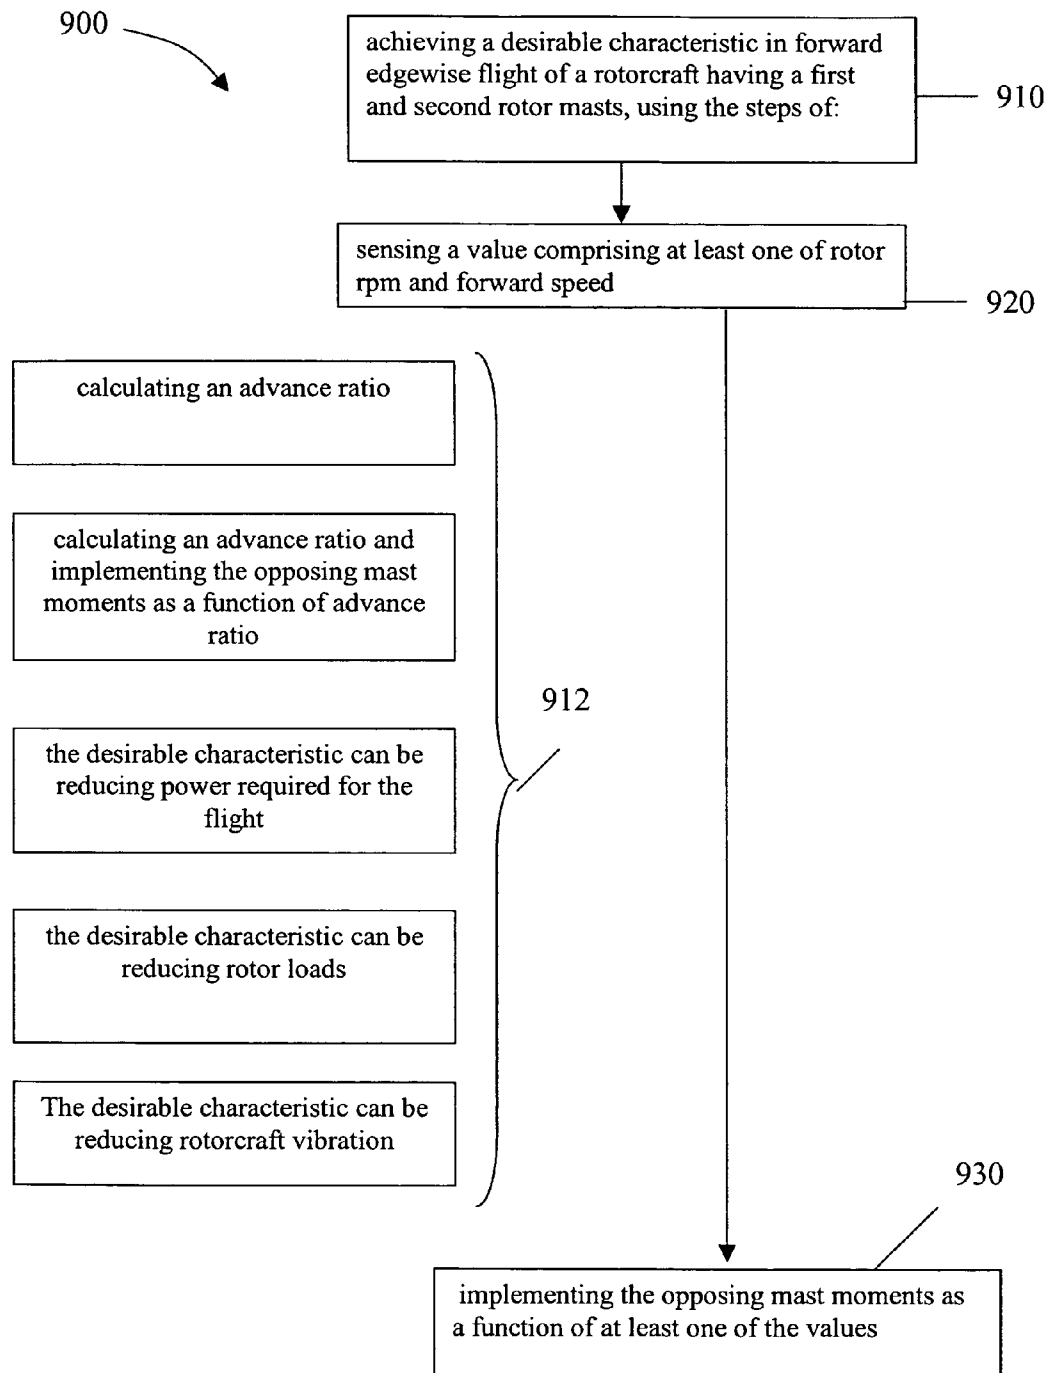 900
achieving a desirable characteristic in forward
edgewise flight of a rotorcraft having a first
and second rotor masts, using the steps of:
910
sensing a value comprising at least one of rotor
rpm and forward speed
920
calculating an advance ratio
calculating an advance ratio and
implementing the opposing mast
moments as a function of advance
ratio
912
the desirable characteristic can be
reducing power required for the
flight
the desirable characteristic can be
reducing rotor loads
The desirable characteristic can be
reducing rotorcraft vibration
930
implementing the opposing mast moments as
a function of at least one of the values